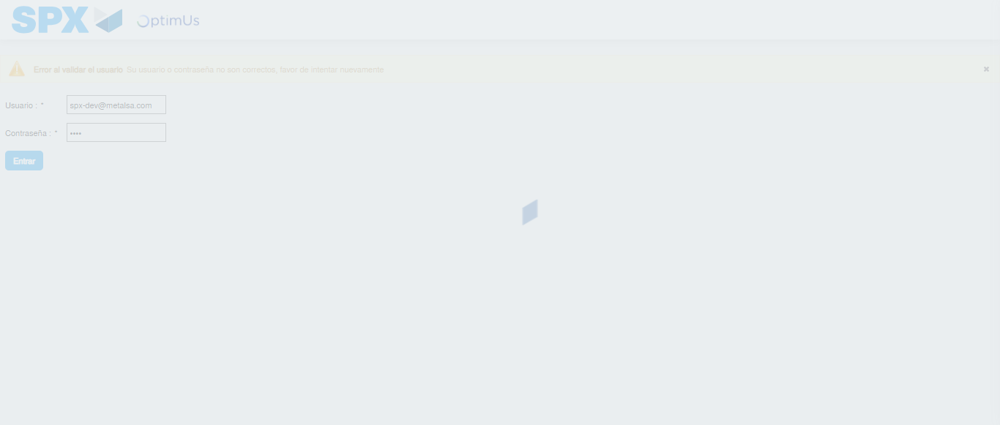 SPX OptimUs
Error al validar el usuario Su usuario o contraseña no son correctos, favor de intentar nuevamente
Usuario : * spx-dev@metalsa.com
Contraseña : * ••••
Entrar